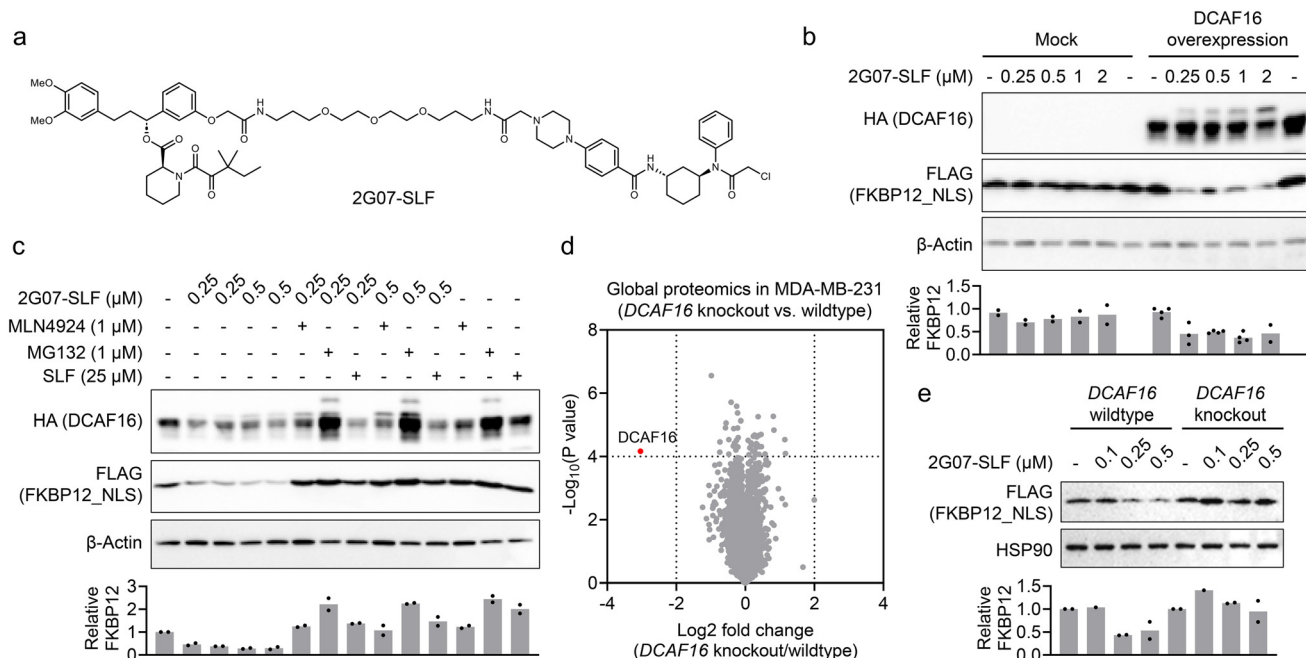 a
MeO
MeO
O
O
O
N
O
O
H
N
O
O
O
O
H
N
O
N
N
O
H
N
N
O
Cl
2G07-SLF
b
Mock
DCAF16
overexpression
2G07-SLF (µM) - 0.25 0.5 1 2 - - 0.25 0.5 1 2 -
HA (DCAF16)
FLAG
(FKBP12_NLS)
β-Actin
Relative
FKBP12
1.5
1.0
0.5
0.0
c
2G07-SLF (µM) - 0.25 0.25 0.5 0.5 0.25 0.25 0.25 0.5 0.5 0.5 - - -
MLN4924 (1 µM) - - - - - + - - + - - + - -
MG132 (1 µM) - - - - - - + - - + - - + -
SLF (25 µM) - - - - - - - + - - + - - +
HA (DCAF16)
FLAG
(FKBP12_NLS)
β-Actin
Relative
FKBP12
3
2
1
0
d
Global proteomics in MDA-MB-231
(DCAF16 knockout vs. wildtype)
-Log10(P value)
8
6
4
2
0
DCAF16
-4 -2 0 2 4
Log2 fold change
(DCAF16 knockout/wildtype)
e
DCAF16
wildtype
DCAF16
knockout
2G07-SLF (µM) - 0.1 0.25 0.5 - 0.1 0.25 0.5
FLAG
(FKBP12_NLS)
HSP90
Relative
FKBP12
1.5
1.0
0.5
0.0